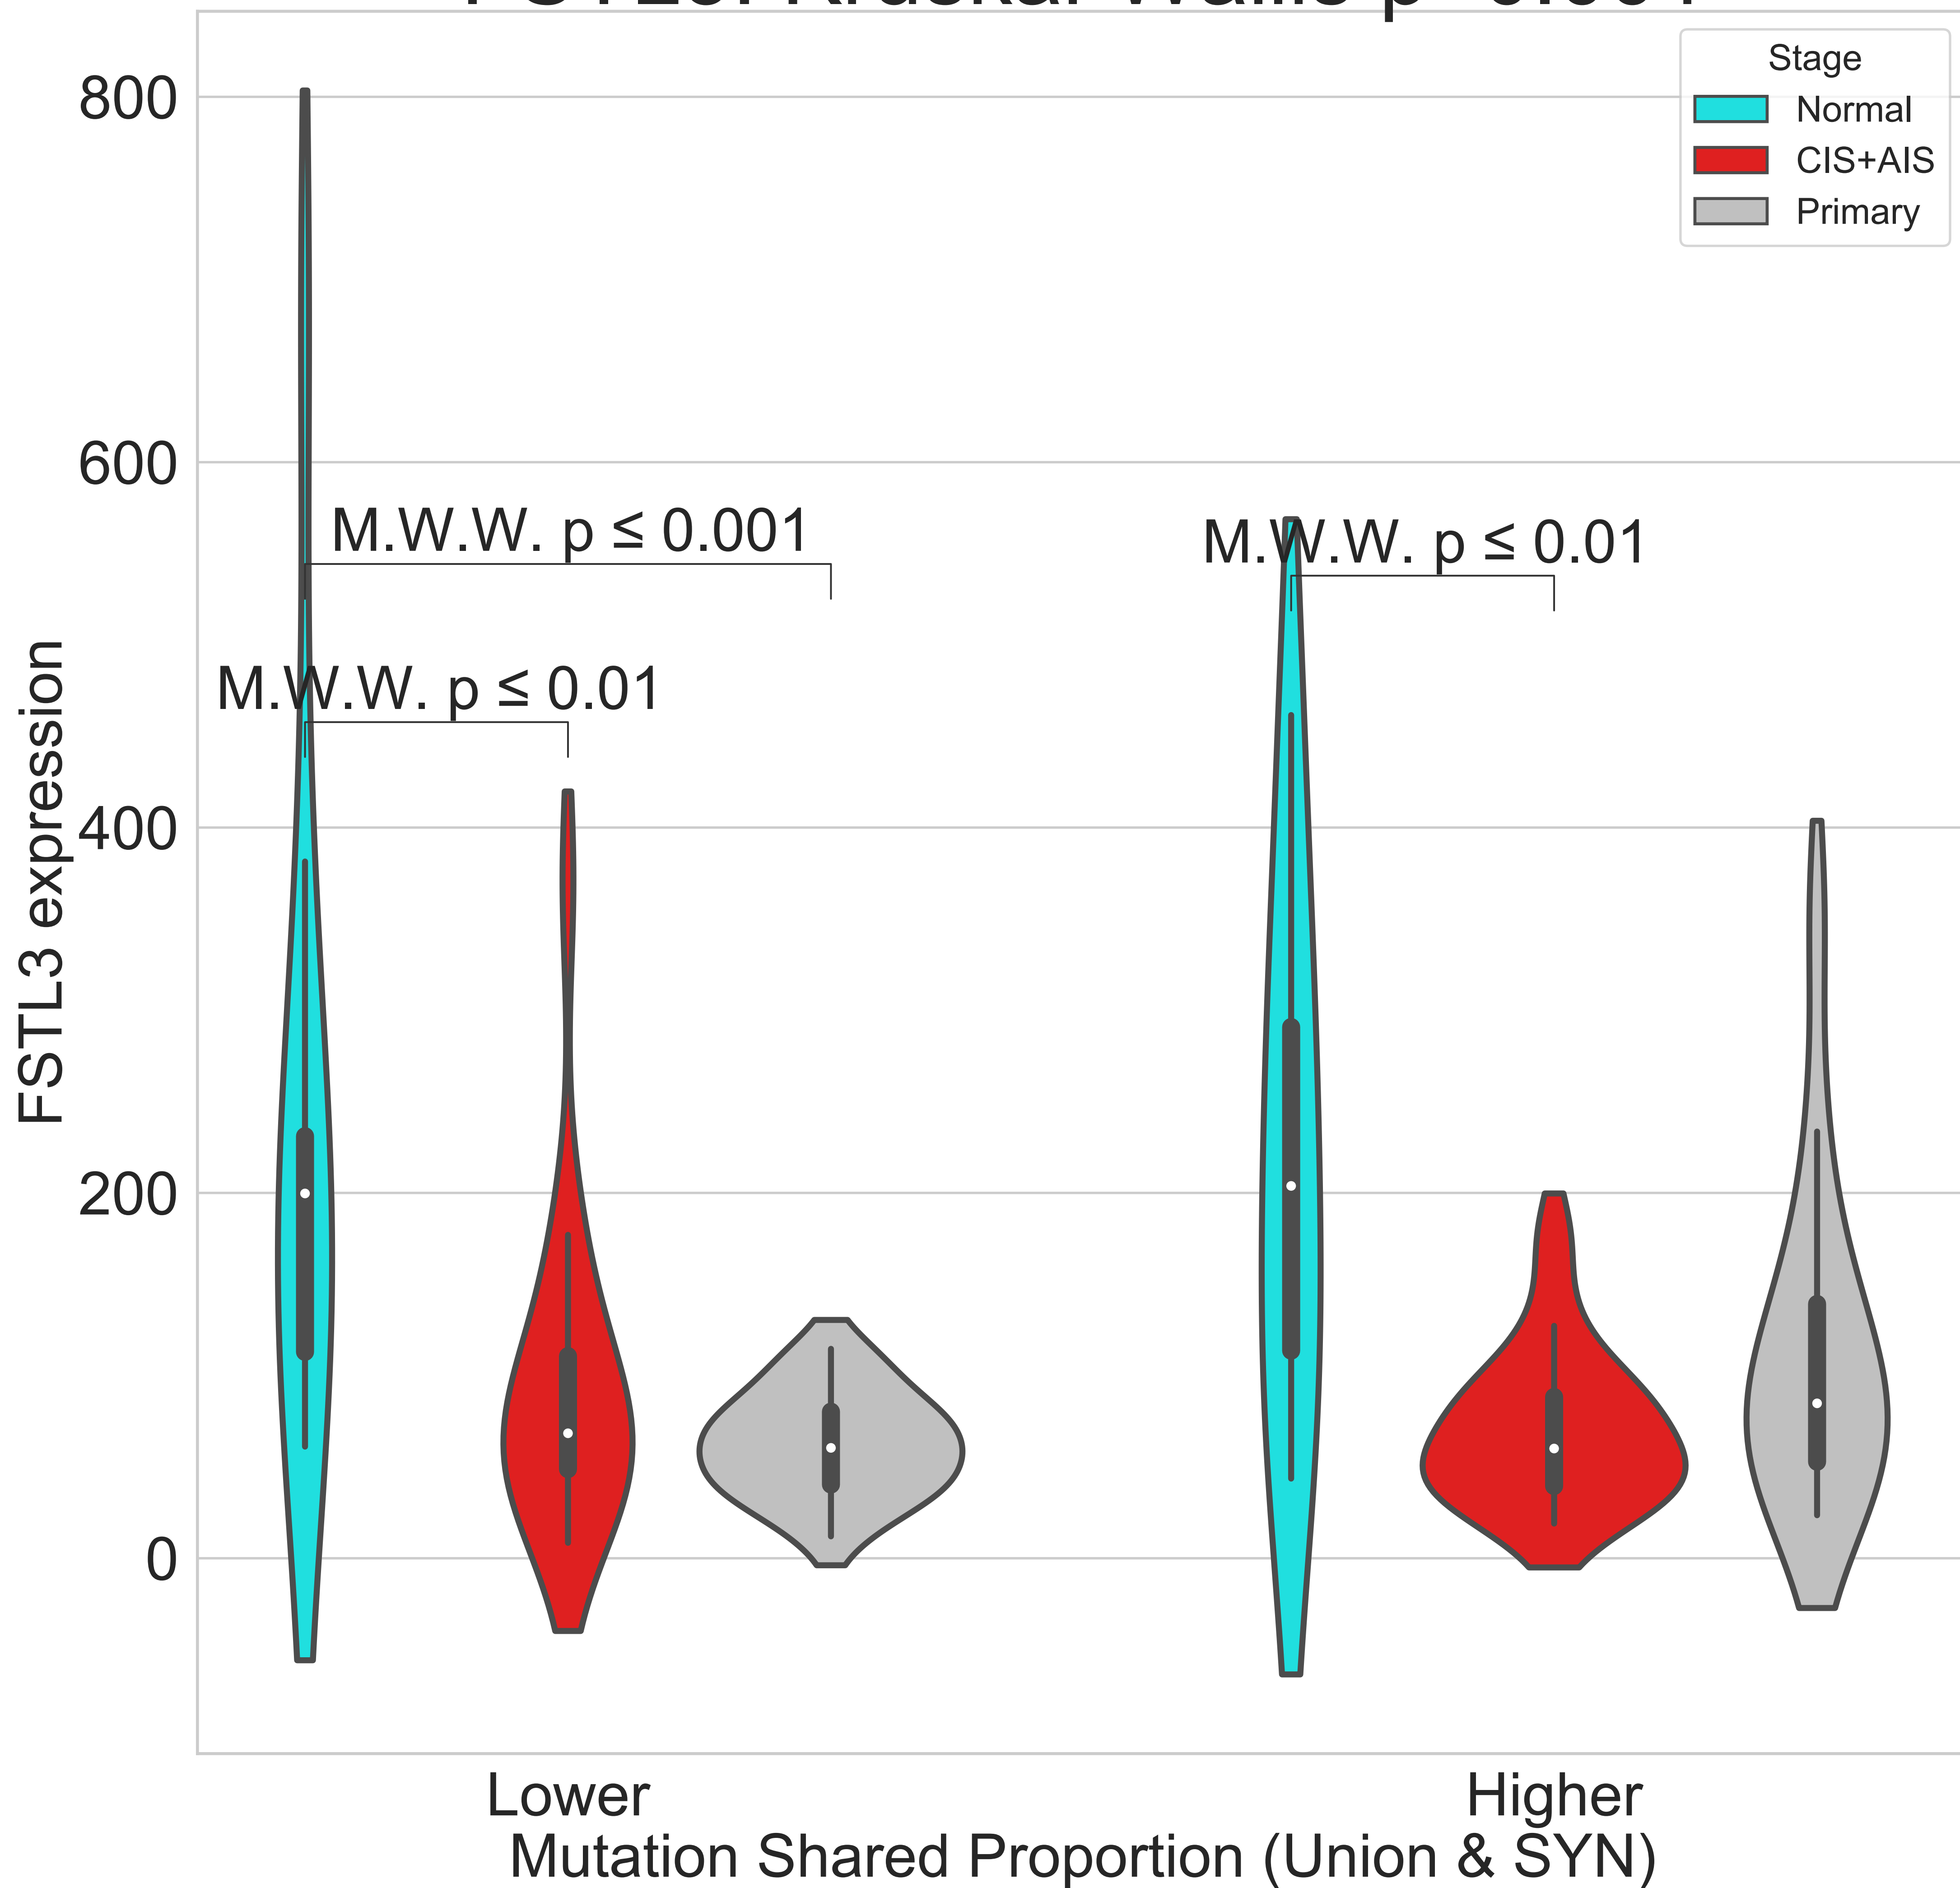 Stage
Normal
CIS+AIS
Primary
800
600
400
200
0
FSTL3 expression
M.W.W. p ≤ 0.001
M.W.W. p ≤ 0.01
M.W.W. p ≤ 0.01
Lower
Higher
Mutation Shared Proportion (Union & SYN)